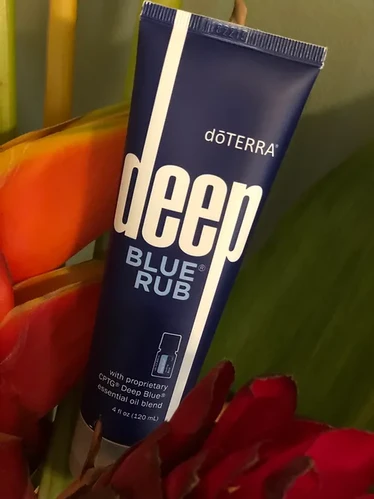 dōTERRA®
deep
BLUE®
RUB
with proprietary
CPTG® Deep Blue®
essential oil blend
4 fl oz (120 mL)